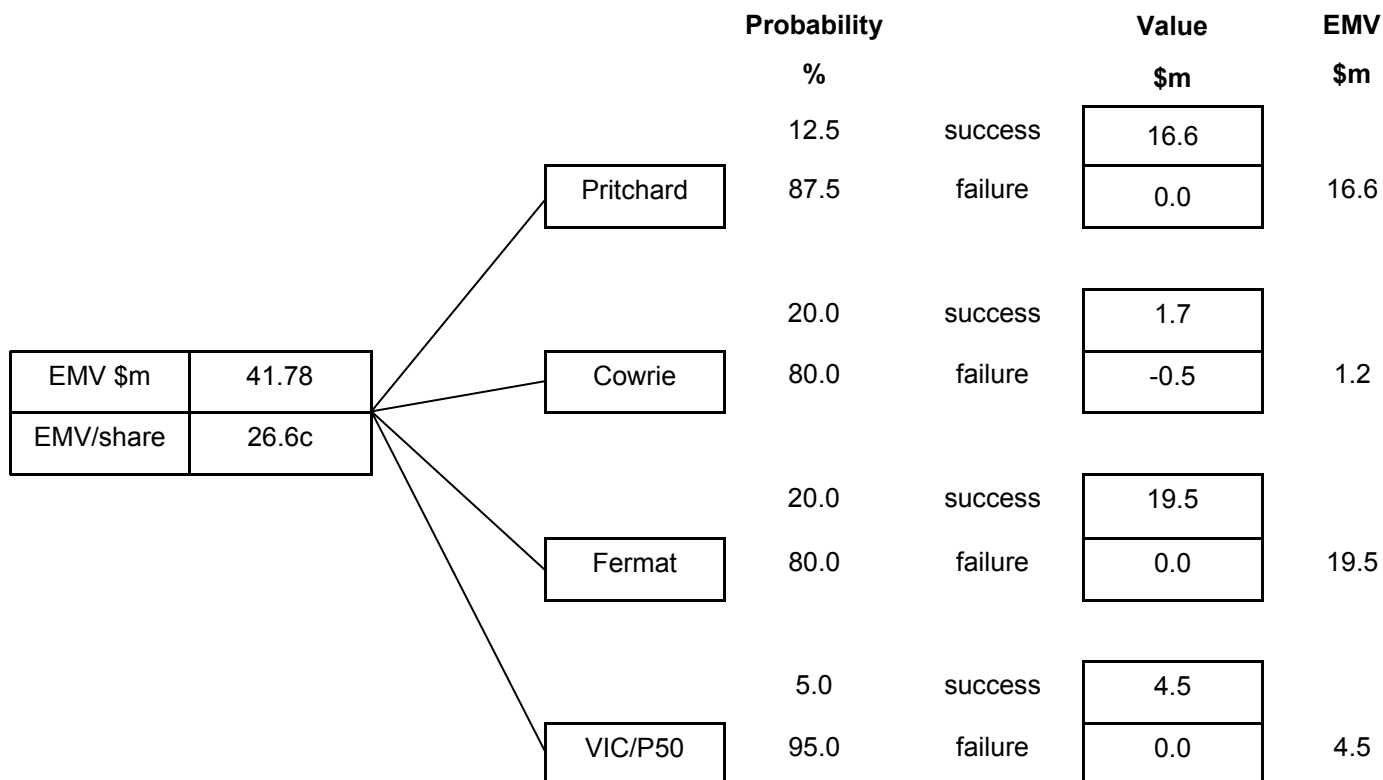 Probability Value EMV
% $m $m
12.5 success 16.6
Pritchard 87.5 failure 0.0 16.6
20.0 success 1.7
EMV $m 41.78 Cowrie 80.0 failure -0.5 1.2
EMV/share 26.6c
20.0 success 19.5
Fermat 80.0 failure 0.0 19.5
5.0 success 4.5
VIC/P50 95.0 failure 0.0 4.5